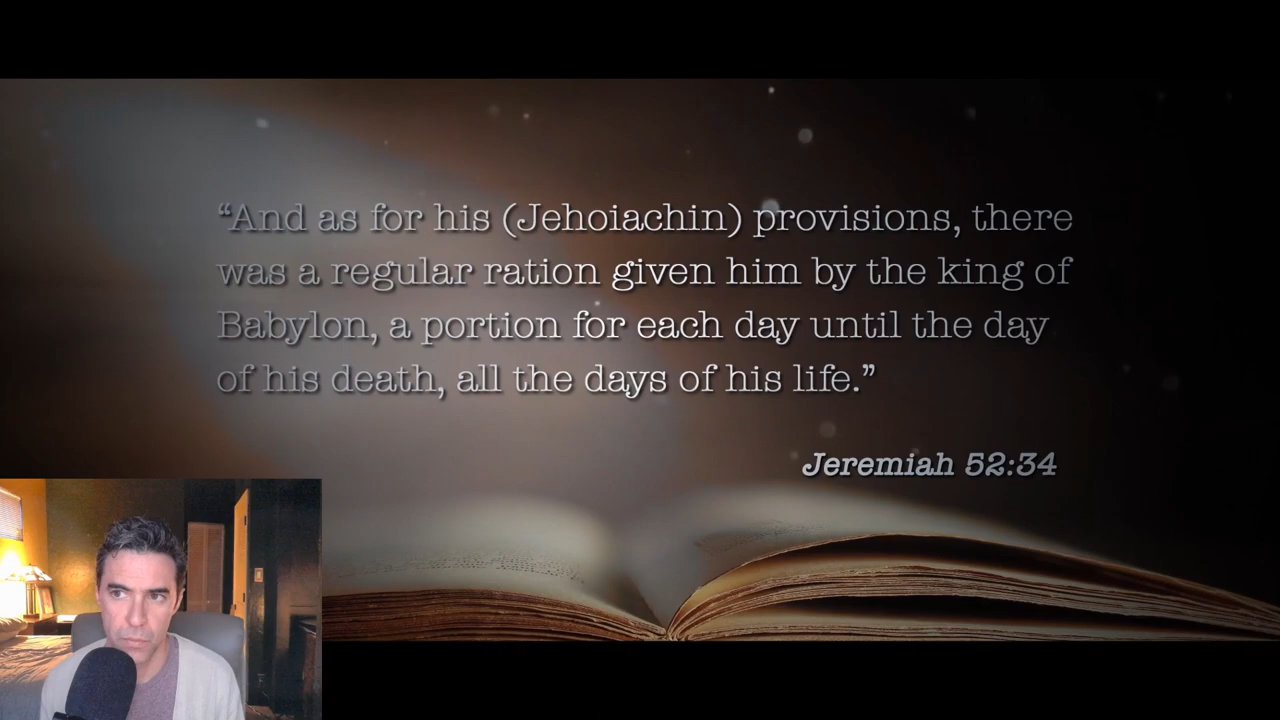 “And as for his (Jehoiachin) provisions, there
was a regular ration given him by the king of
Babylon, a portion for each day until the day
of his death, all the days of his life.”
Jeremiah 52:34